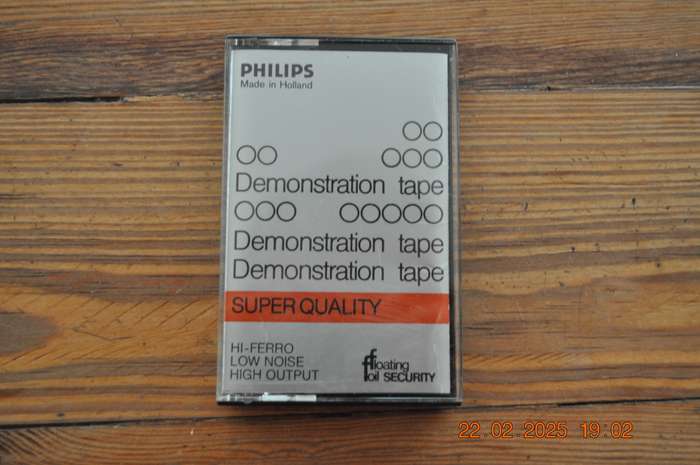 PHILIPS
Made in Holland
Demonstration tape
Demonstration tape
Demonstration tape
SUPER QUALITY
HI-FERRO
LOW NOISE
HIGH OUTPUT
floating
foil SECURITY
22 02 2025 19 02